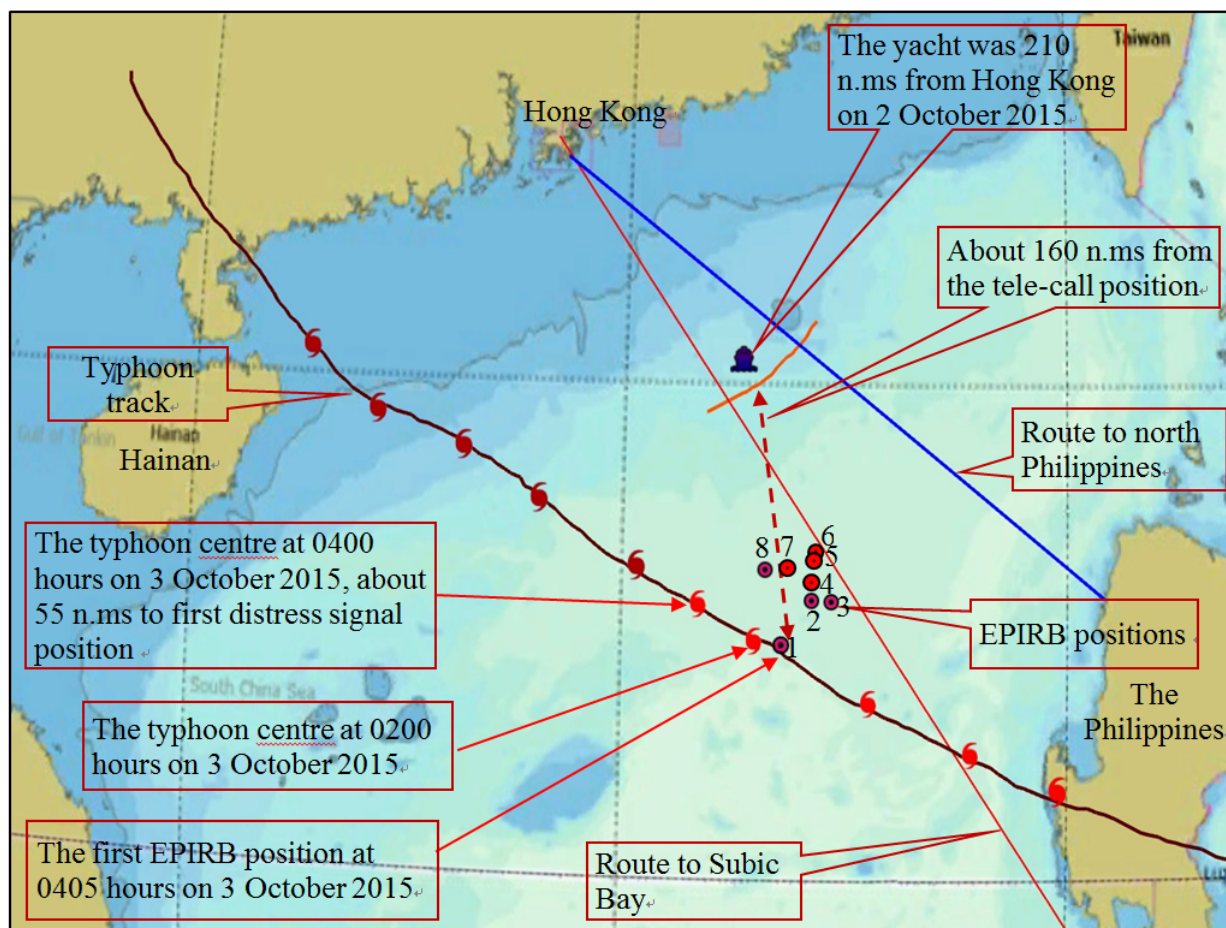 Taiwan
The yacht was 210
n.ms from Hong Kong
on 2 October 2015
Hong Kong
About 160 n.ms from
the tele-call position
Typhoon
track
Gulf of Tonkin
Hainan
Hainan
Route to north
Philippines
The typhoon centre at 0400
hours on 3 October 2015, about
55 n.ms to first distress signal
position
6
8
7
5
4
2
3
1
EPIRB positions
South China Sea
The
Philippines
The typhoon centre at 0200
hours on 3 October 2015
The first EPIRB position at
0405 hours on 3 October 2015
Route to Subic
Bay